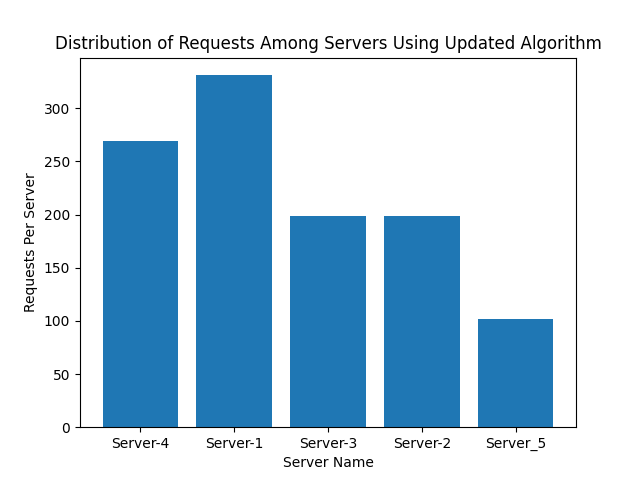 Distribution of Requests Among Servers Using Updated Algorithm
Requests Per Server
300
250
200
150
100
50
0
Server-4 Server-1 Server-3 Server-2 Server_5
Server Name